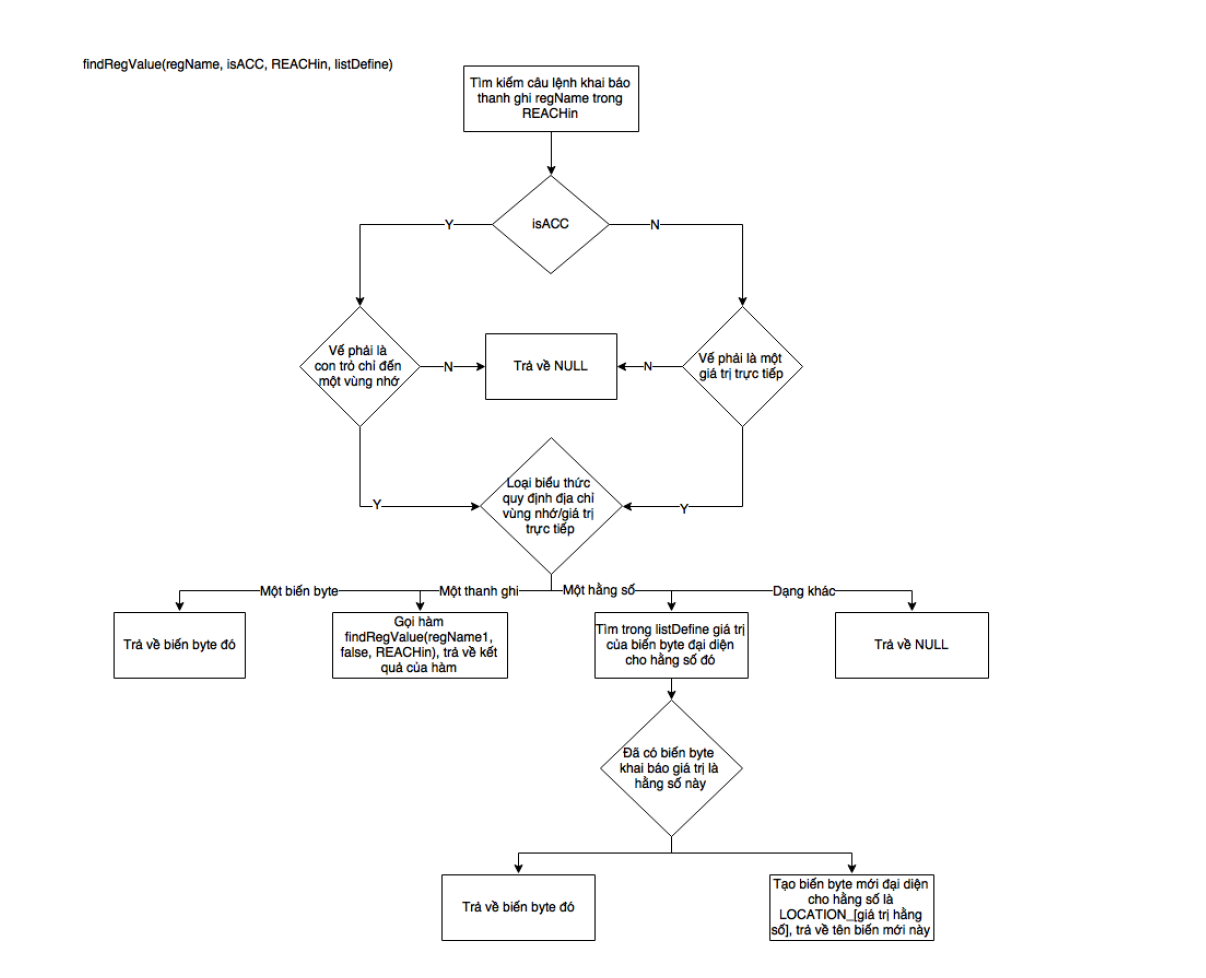 findRegValue(regName, isACC, REACHin, listDefine)
Tìm kiếm câu lệnh khai báo
thanh ghi regName trong
REACHin
isACC
Y
N
Vế phải là
con trỏ chỉ đến
một vùng nhớ
N
Trả về NULL
N
Vế phải là một
giá trị trực tiếp
Loại biểu thức
quy định địa chỉ
vùng nhớ/giá trị
trực tiếp
Y
Y
Một biến byte
Một thanh ghi
Một hằng số
Dạng khác
Trả về biến byte đó
Gọi hàm
findRegValue(regName1,
false, REACHin), trả về kết
quả của hàm
Tìm trong listDefine giá trị
của biến byte đại diện
cho hằng số đó
Trả về NULL
Đã có biến byte
khai báo giá trị là
hằng số này
Trả về biến byte đó
Tạo biến byte mới đại diện
cho hằng số là
LOCATION_[giá trị hằng
số], trả về tên biến mới này